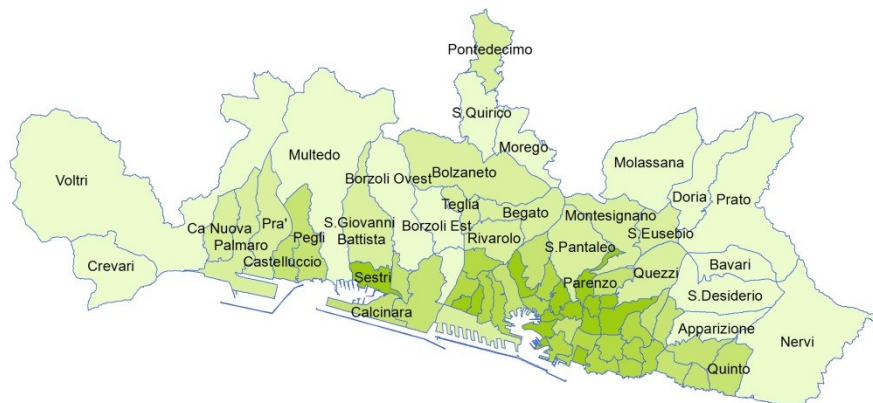 Pontedecimo
S.Quirico
Morego
Molassana
Multedo
Borzoli Ovest
Bolzaneto
Voltri
Doria
Prato
Teglia
Ca Nuova
Pra'
S.Giovanni
Battista
Borzoli Est
Begato
Montesignano
Palmaro
Pegli
Rivarolo
S.Eusebio
S.Pantaleo
Crevari
Castelluccio
Sestri
Parenzo
Quezzi
Bavari
S.Desiderio
Calcinara
Apparizione
Nervi
Quinto